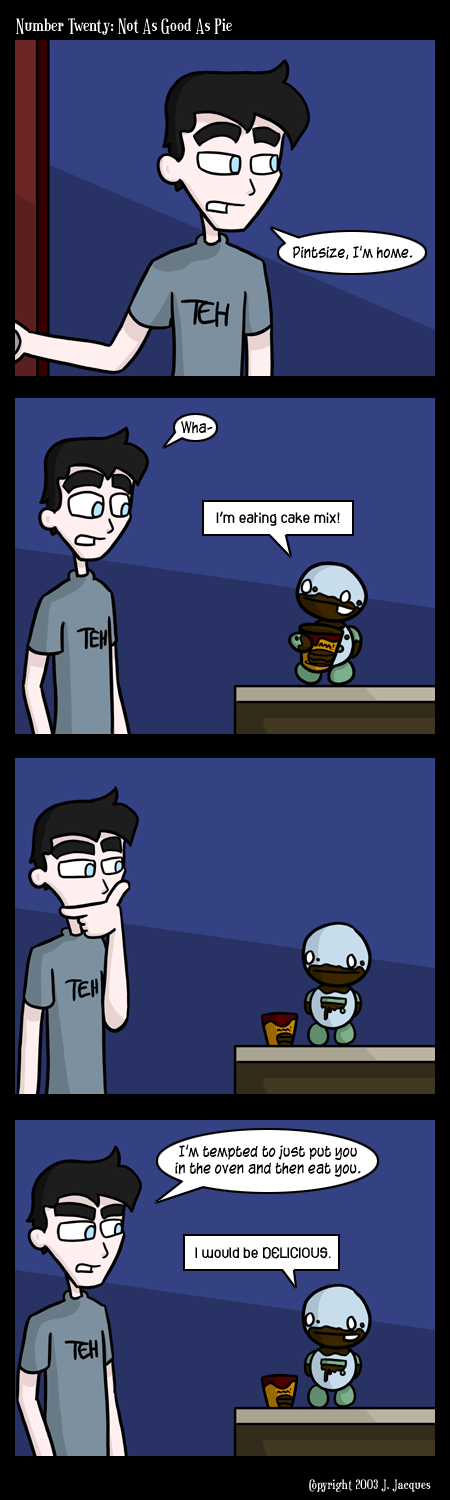 Number Twenty: Not As Good As Pie
Pintsize, I'm home.
TEH
Wha-
I'm eating cake mix!
TEH
TEH
I'm tempted to just put you
in the oven and then eat you.
I would be DELICIOUS.
TEH
Copyright 2003 J. Jacques